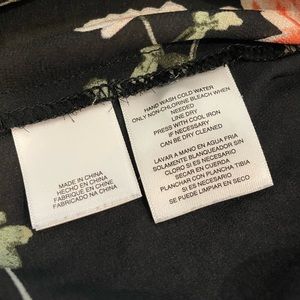 MADE IN CHINA
HECHO EN CHINA
FABRIQUE EN CHINE
FABRICADO NA CHINA
HAND WASH COLD WATER
ONLY NON-CHLORINE BLEACH WHEN
NEEDED
LINE DRY
PRESS WITH COOL IRON
IF NECESSARY
CAN BE DRY CLEANED
LAVAR A MANO EN AGUA FRIA
SOLAMENTE BLANQUEADOR SIN
CLORO SI ES NECESARIO
SECAR EN CUERDA
PLANCHAR CON PLANCHA TIBIA
SI ES NECESARIO
SE PUEDE LIMPIAR EN SECO